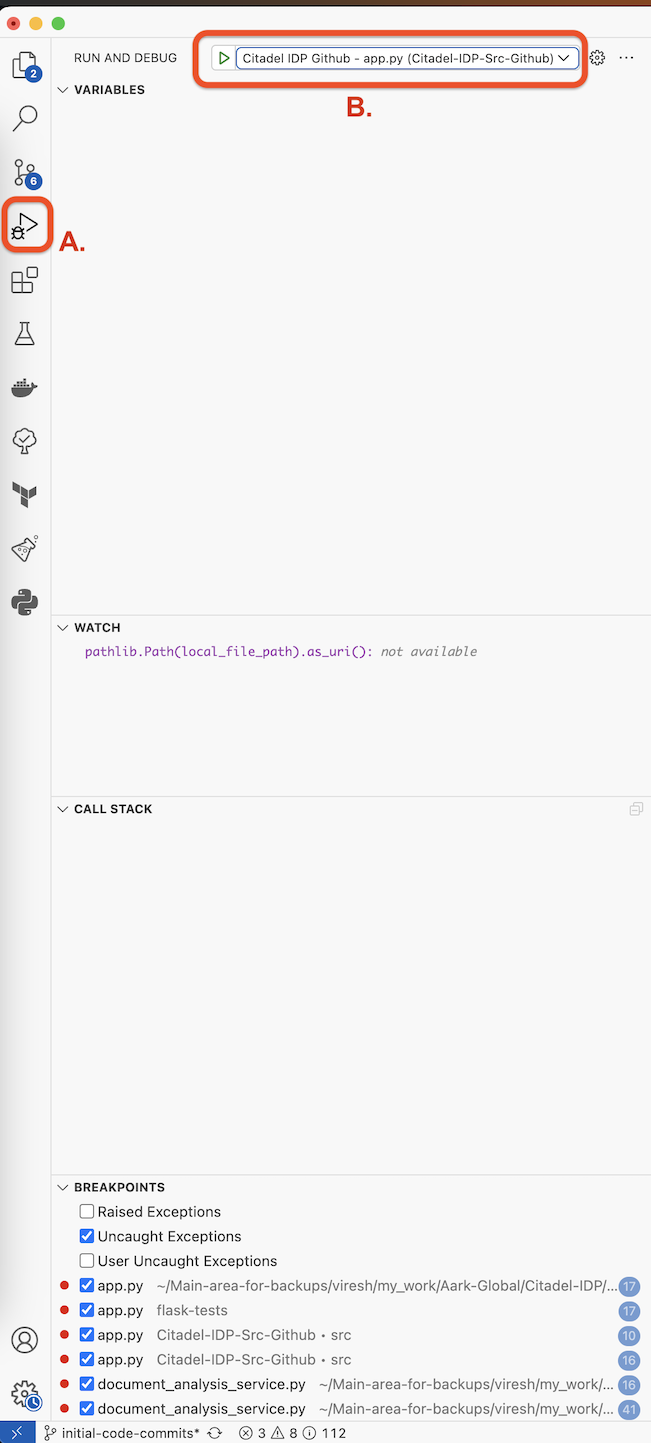 RUN AND DEBUG
Citadel IDP Github - app.py (Citadel-IDP-Src-Github)
B.
VARIABLES
2
6
A.
WATCH
pathlib.Path(local_file_path).as_uri(): not available
CALL STACK
BREAKPOINTS
Raised Exceptions
Uncaught Exceptions
User Uncaught Exceptions
app.py ~/Main-area-for-backups/viresh/my_work/Aark-Global/Citadel-IDP/... 17
app.py flask-tests 17
app.py Citadel-IDP-Src-Github • src 10
app.py Citadel-IDP-Src-Github • src 16
document_analysis_service.py ~/Main-area-for-backups/viresh/my_work/... 16
document_analysis_service.py ~/Main-area-for-backups/viresh/my_work/... 41
initial-code-commits* 3 8 112